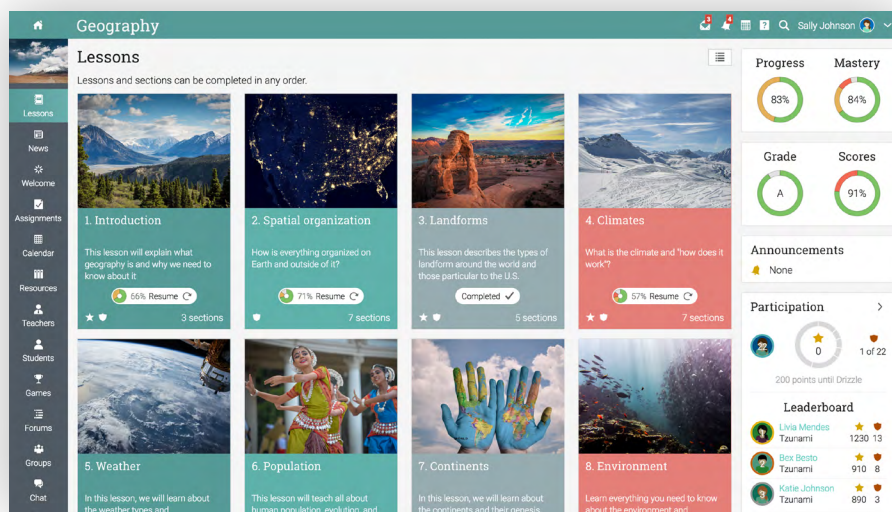 Geography
3
4
?
Sally Johnson
Lessons
News
Welcome
Assignments
Calendar
Resources
Teachers
Students
Games
Forums
Groups
Chat
Lessons
Lessons and sections can be completed in any order.
1. Introduction
This lesson will explain what
geography is and why we need to
know about it
66% Resume
3 sections
2. Spatial organization
How is everything organized on
Earth and outside of it?
71% Resume
7 sections
3. Landforms
This lesson describes the types of
landform around the world and
those particular to the U.S.
Completed
5 sections
4. Climates
What is the climate and "how does it
work"?
57% Resume
7 sections
5. Weather
In this lesson, we will learn about
the weather types and
6. Population
This lesson will teach all about
human population, evolution, and
7. Continents
In this lesson, we will learn about
the continents and their genesis,
8. Environment
Learn everything you need to know
about the environment and
Progress
83%
Mastery
84%
Grade
A
Scores
91%
Announcements
None
Participation
22
0
1 of 22
200 points until Drizzle
Leaderboard
1
Livia Mendes
Tzunami
1230 13
2
Bex Besto
Tzunami
910 8
3
Katie Johnson
Tzunami
890 3